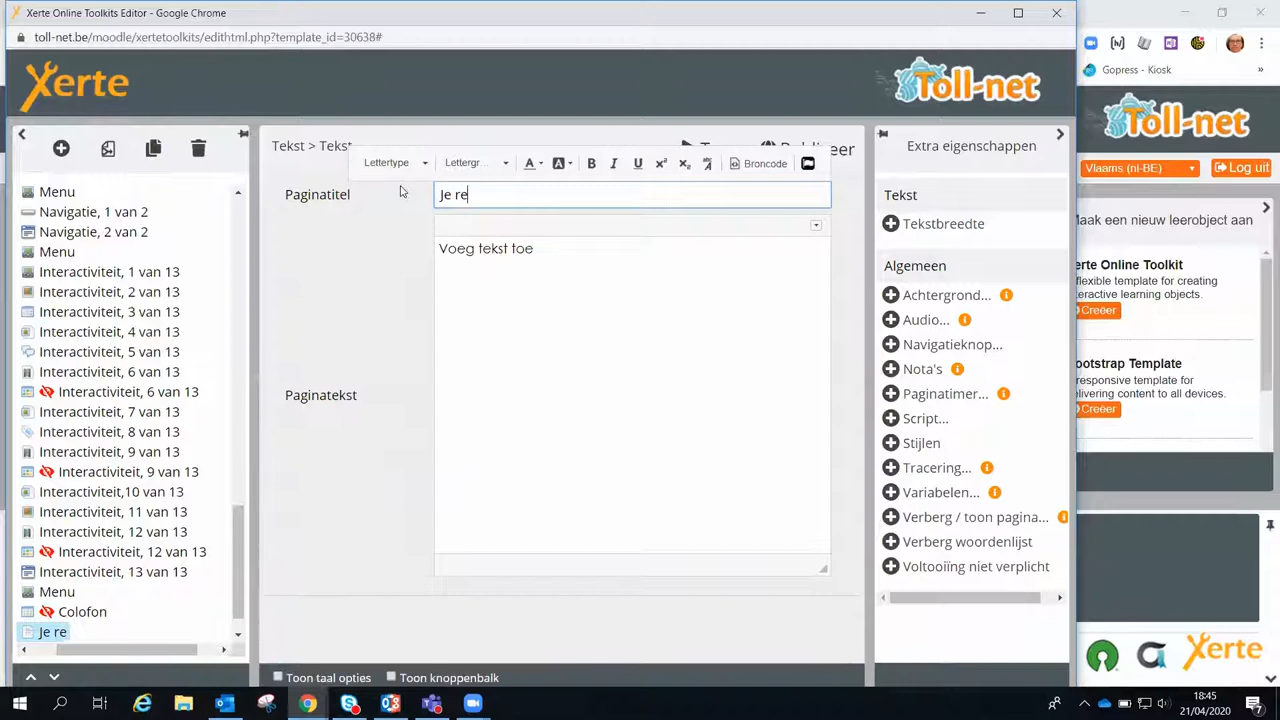 Xerte Online Toolkits Editor - Google Chrome
toll-net.be/moodle/xertetoolkits/edithtml.php?template_id=30638#
Gopress - Kiosk
»
Xerte
Toll-net
Toll-net
Menu
Navigatie, 1 van 2
Navigatie, 2 van 2
Menu
Interactiviteit, 1 van 13
Interactiviteit, 2 van 13
Interactiviteit, 3 van 13
Interactiviteit, 4 van 13
Interactiviteit, 5 van 13
Interactiviteit, 6 van 13
Interactiviteit, 6 van 13
Interactiviteit, 7 van 13
Interactiviteit, 8 van 13
Interactiviteit, 9 van 13
Interactiviteit, 9 van 13
Interactiviteit,10 van 13
Interactiviteit, 11 van 13
Interactiviteit, 12 van 13
Interactiviteit, 12 van 13
Interactiviteit, 13 van 13
Menu
Colofon
Je re
Tekst > Tekst
Lettertype
Lettergr...
Broncode
Paginatitel
Je re
Voeg tekst toe
Paginatekst
Toon taal opties
Toon knoppenbalk
Extra eigenschappen
Tekst
Tekstbreedte
Algemeen
Achtergrond...
Audio...
Navigatieknop...
Nota's
Paginatimer...
Script...
Stijlen
Tracering...
Variabelen...
Verberg / toon pagina...
Verberg woordenlijst
Voltooiïng niet verplicht
Vlaams (nl-BE)
Log uit
Maak een nieuw leerobject aan
erte Online Toolkit
flexible template for creating
nteractive learning objects.
Creëer
ootstrap Template
responsive template for
elivering content to all devices.
Creëer
Xerte
18:45
21/04/2020
7